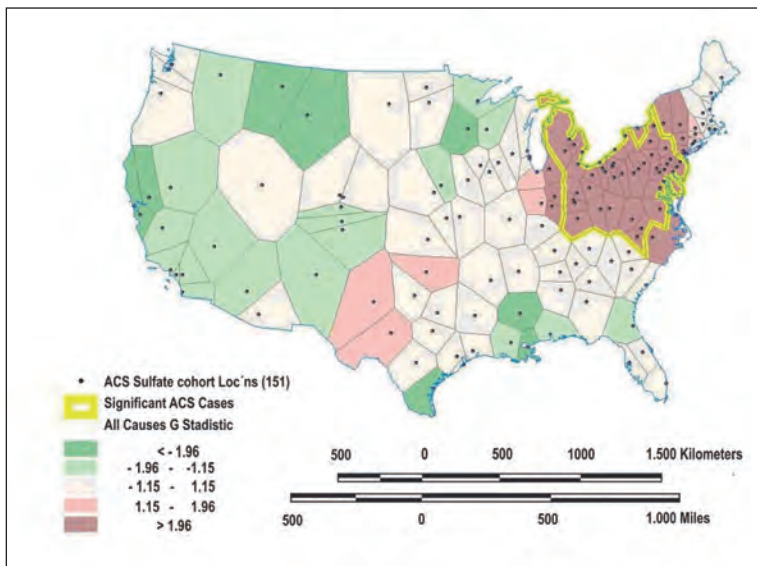 ACS Sulfate cohort Loc´ns (151)
Significant ACS Cases
All Causes G Stadistic
< - 1.96
- 1.96 - -1.15
- 1.15 - 1.15
1.15 - 1.96
> 1.96
500 0 500 1000 1.500 Kilometers
500 0 500 1.000 Miles